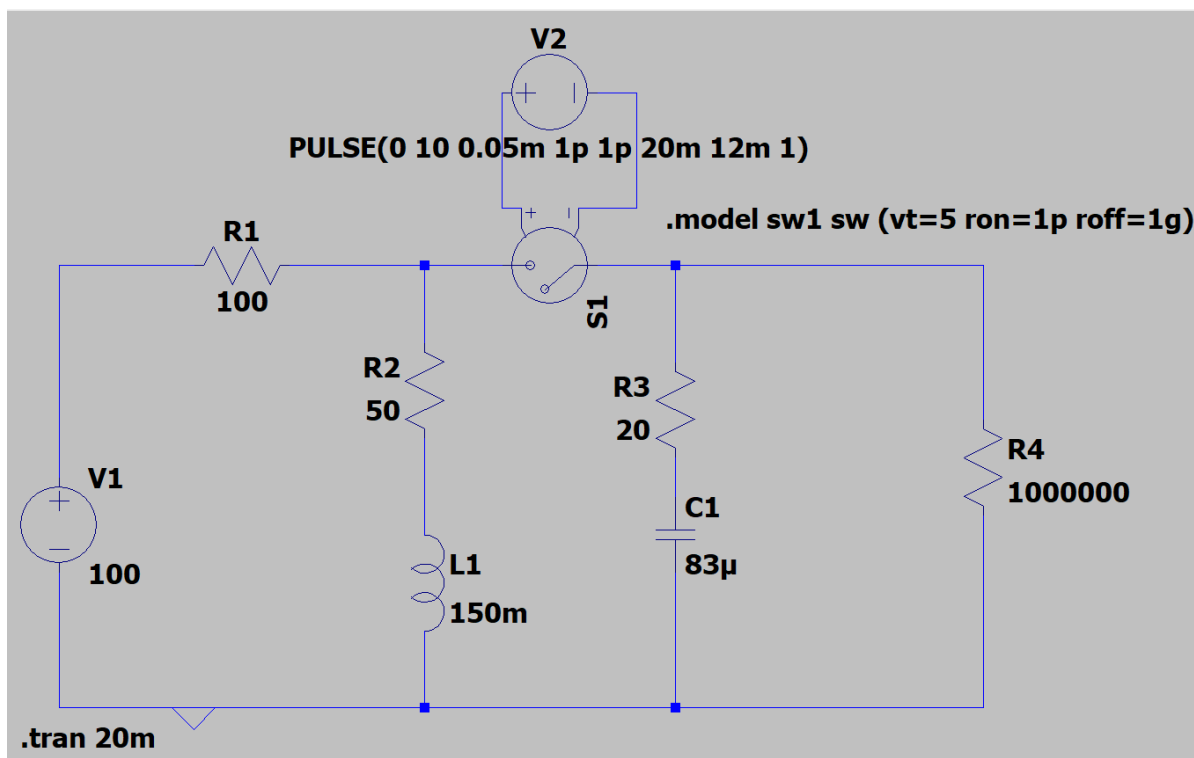 V2
PULSE(0 10 0.05m 1p 1p 20m 12m 1)
.model sw1 sw (vt=5 ron=1p roff=1g)
R1
100
S1
R2
50
R3
20
R4
1000000
V1
100
C1
83µ
L1
150m
.tran 20m